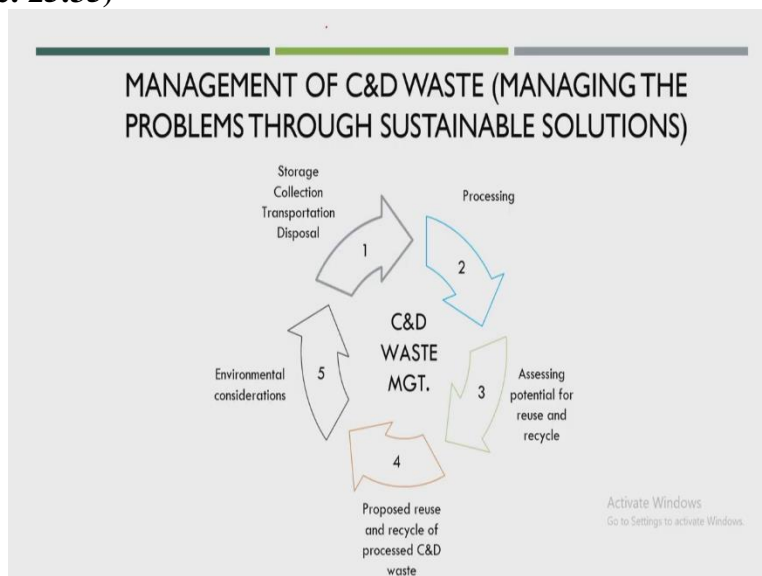 MANAGEMENT OF C&D WASTE (MANAGING THE
PROBLEMS THROUGH SUSTAINABLE SOLUTIONS)
Storage
Collection
Transportation
Disposal
1
Processing
2
C&D
WASTE
MGT.
Assessing
potential for
reuse and
recycle
3
4
Proposed reuse
and recycle of
processed C&D
waste
5
Environmental
considerations
Activate Windows
Go to Settings to activate Windows.